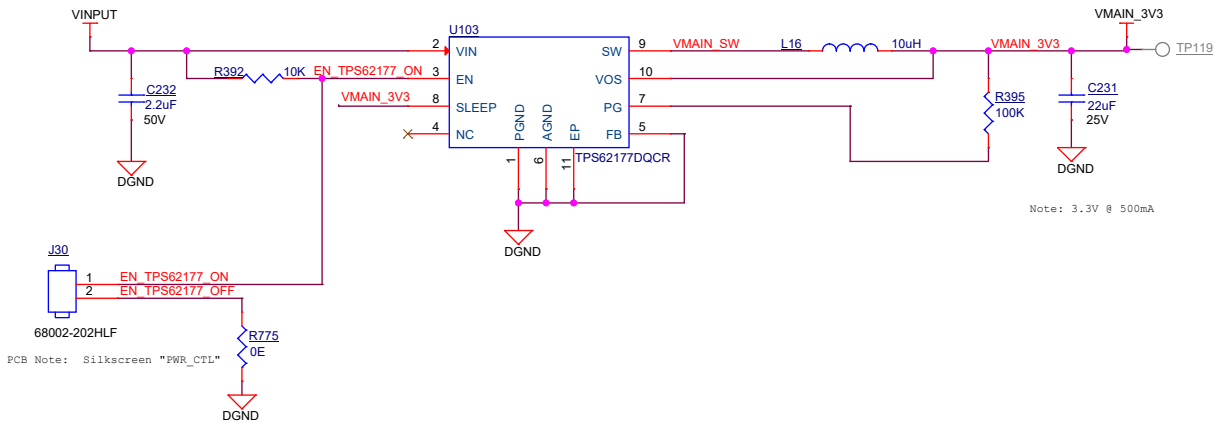 VINPUT
VMAIN_3V3
U103
2 VIN
SW 9 VMAIN_SW
L16 10uH
VMAIN_3V3
TP119
R392 10K
EN_TPS62177_ON
3 EN
VOS 10
C232
2.2uF
50V
VMAIN_3V3
8 SLEEP
PG 7
R395
100K
C231
22uF
25V
4 NC
PGND
AGND
EP
FB 5
TPS62177DQCR
1
6
11
DGND
DGND
Note: 3.3V @ 500mA
DGND
J30
1 EN_TPS62177_ON
2 EN_TPS62177_OFF
68002-202HLF
R775
0E
PCB Note: Silkscreen "PWR_CTL"
DGND